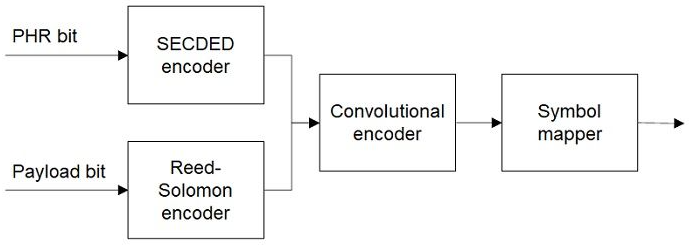 PHR bit
SECDED
encoder
Payload bit
Reed-
Solomon
encoder
Convolutional
encoder
Symbol
mapper